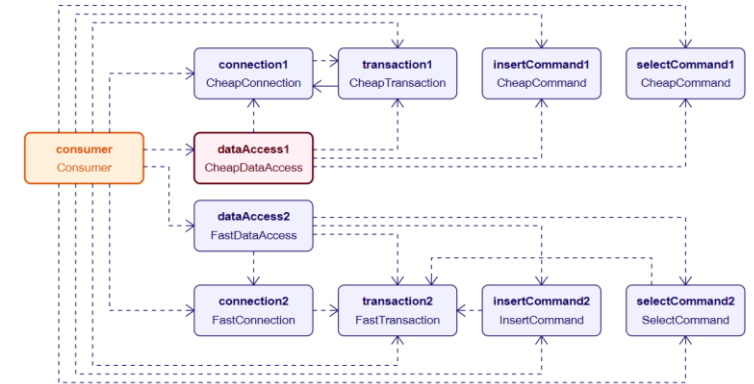 connection1
CheapConnection
transaction1
CheapTransaction
insertCommand1
CheapCommand
selectCommand1
CheapCommand
consumer
Consumer
dataAccess1
CheapDataAccess
dataAccess2
FastDataAccess
connection2
FastConnection
transaction2
FastTransaction
insertCommand2
InsertCommand
selectCommand2
SelectCommand